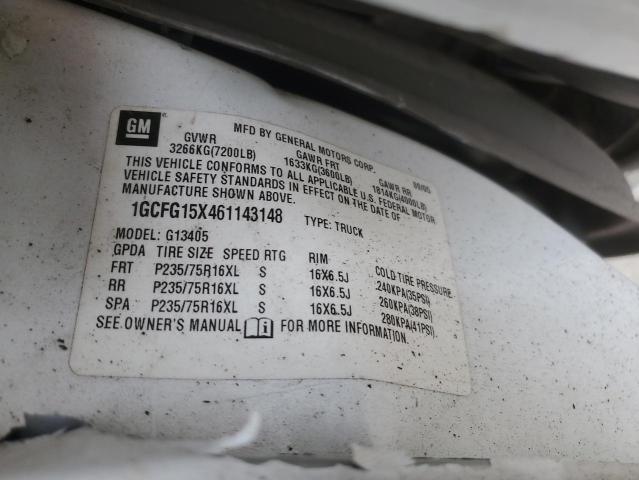 GM
MFD BY GENERAL MOTORS CORP.
GVWR GAWR FRT GAWR RR
3266KG(7200LB) 1633KG(3600LB) 1814KG(4000LB)
THIS VEHICLE CONFORMS TO ALL APPLICABLE U.S. FEDERAL MOTOR
VEHICLE SAFETY STANDARDS IN EFFECT ON THE DATE OF
MANUFACTURE SHOWN ABOVE.
1GCFG15X461143148 TYPE: TRUCK
MODEL: G13405
GPDA TIRE SIZE SPEED RTG RIM COLD TIRE PRESSURE
FRT P235/75R16XL S 16X6.5J 240KPA(35PSI)
RR P235/75R16XL S 16X6.5J 260KPA(38PSI)
SPA P235/75R16XL S 16X6.5J 280KPA(41PSI)
SEE OWNER'S MANUAL FOR MORE INFORMATION.